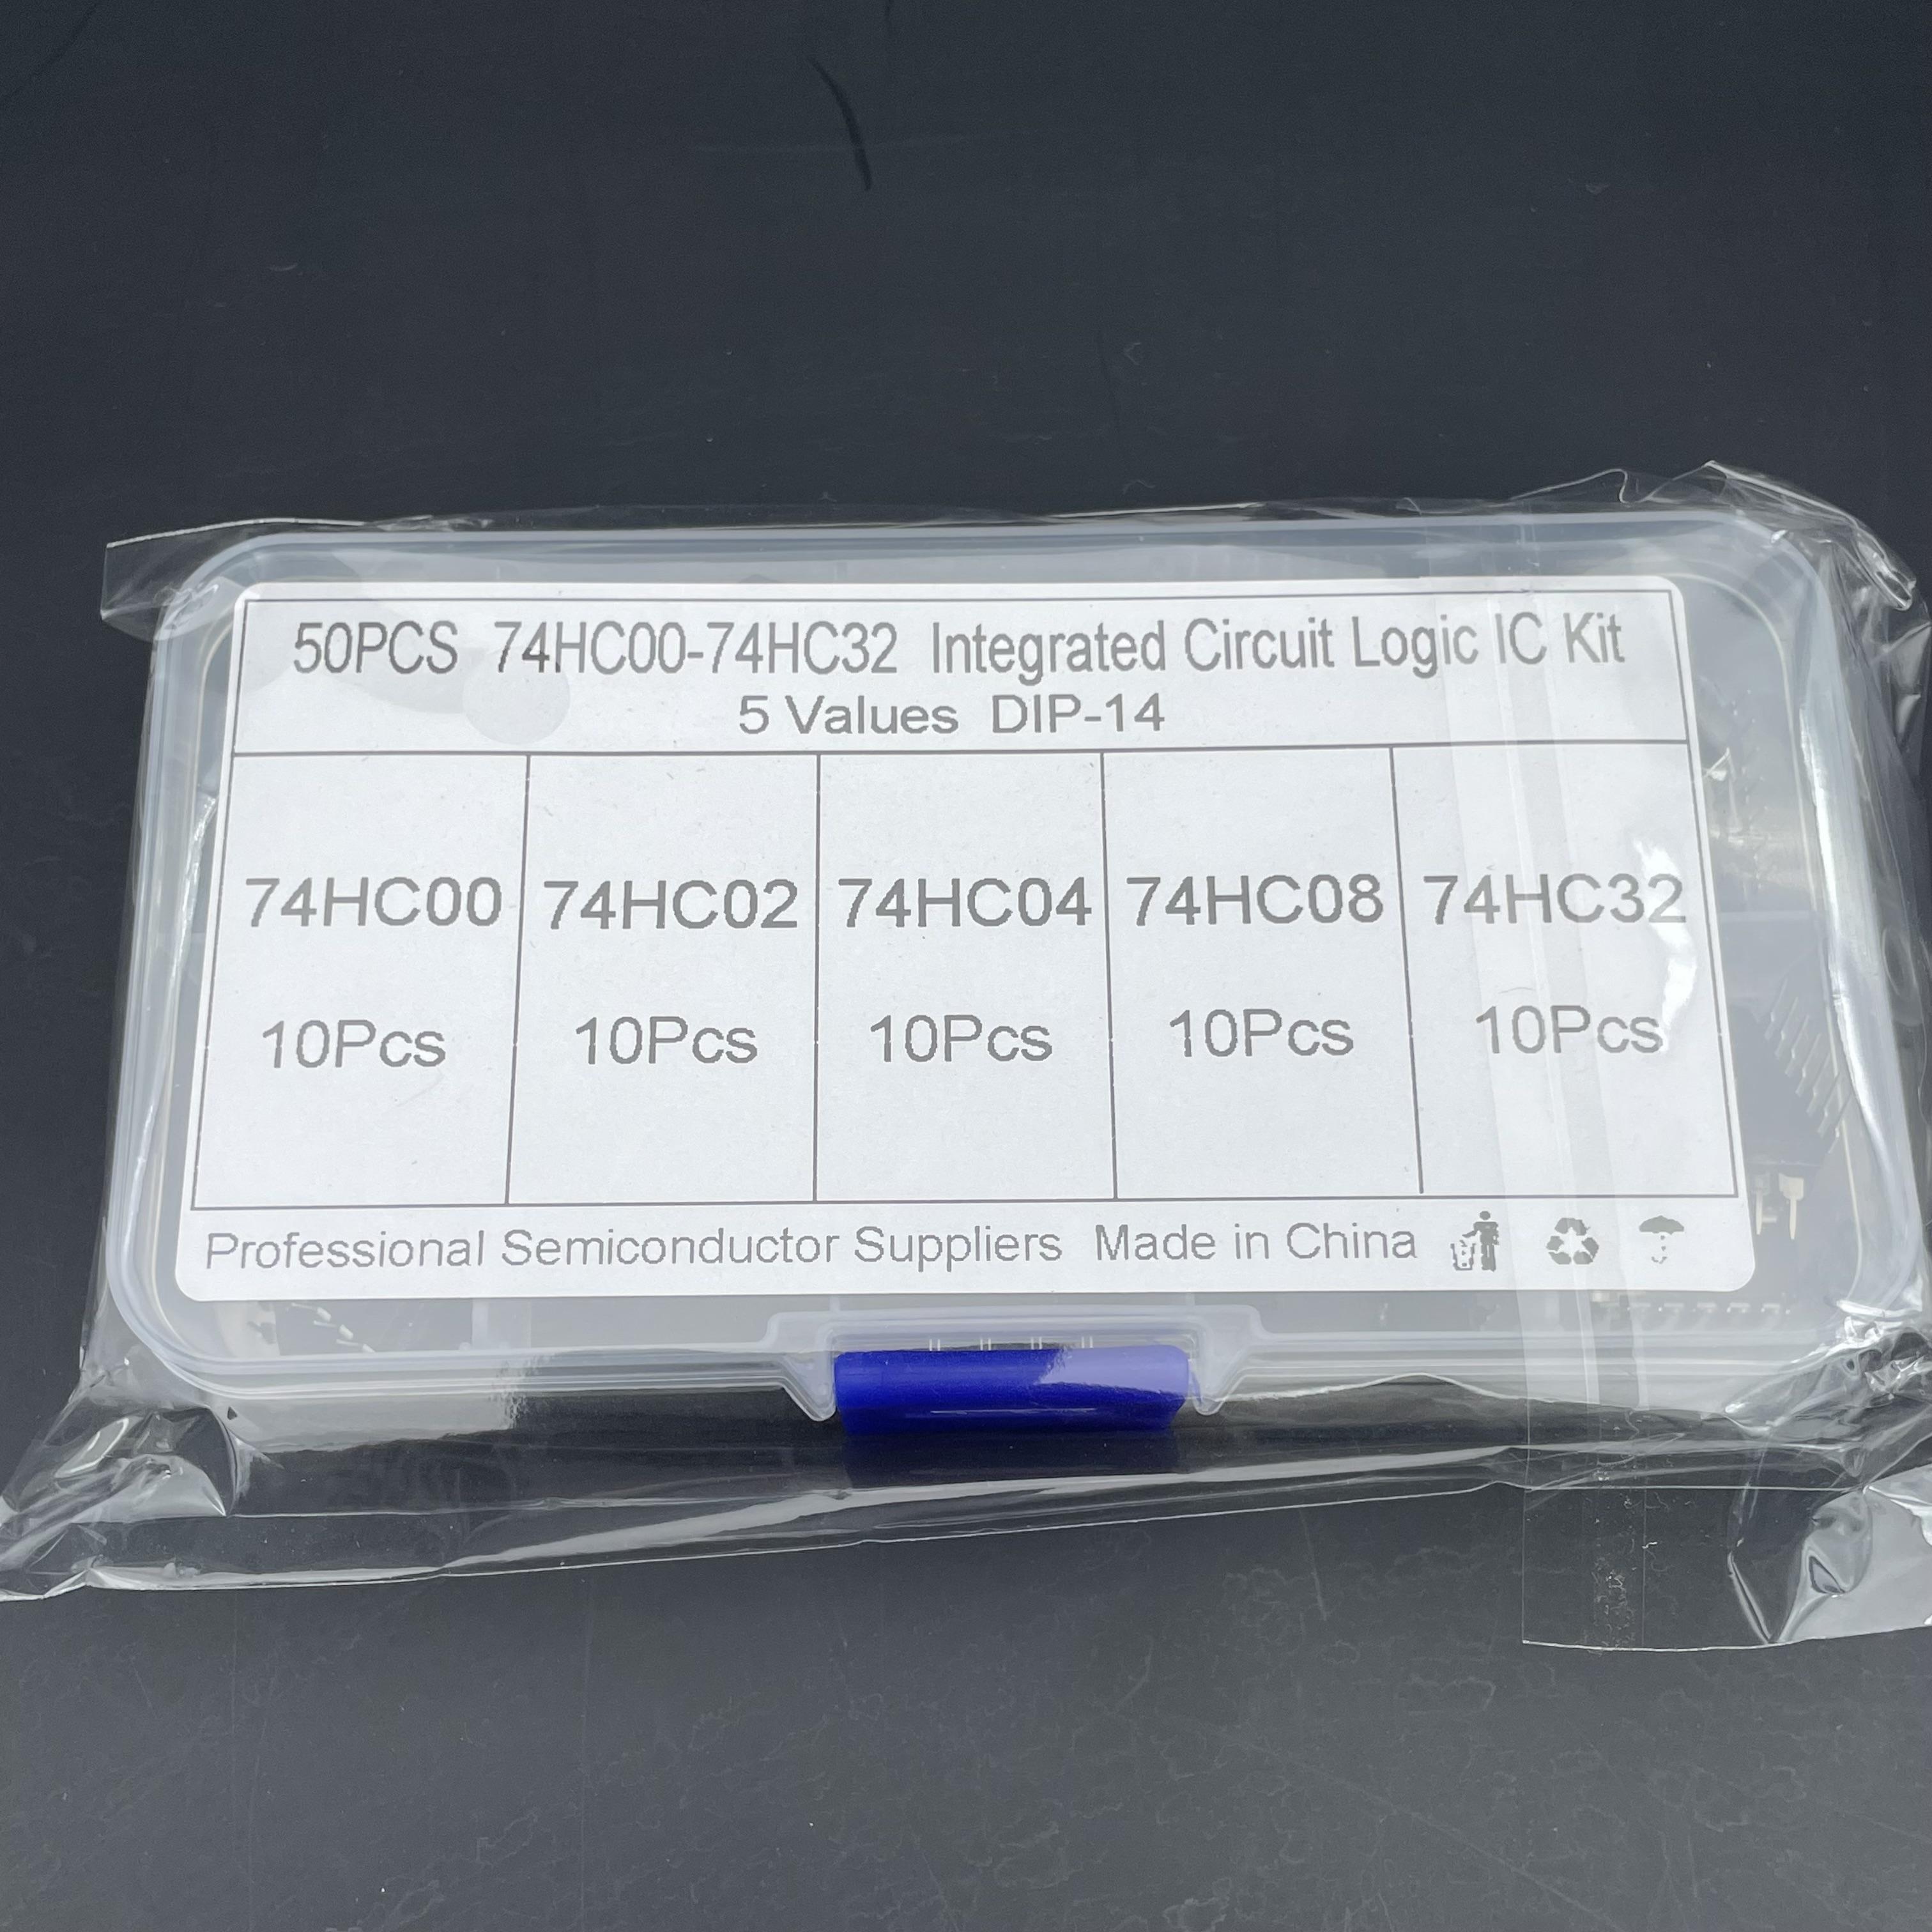 50PCS 74HC00-74HC32 Integrated Circuit Logic IC Kit
5 Values DIP-14
74HC00 74HC02 74HC04 74HC08 74HC32
10Pcs 10Pcs 10Pcs 10Pcs 10Pcs
Professional Semiconductor Suppliers Made in China